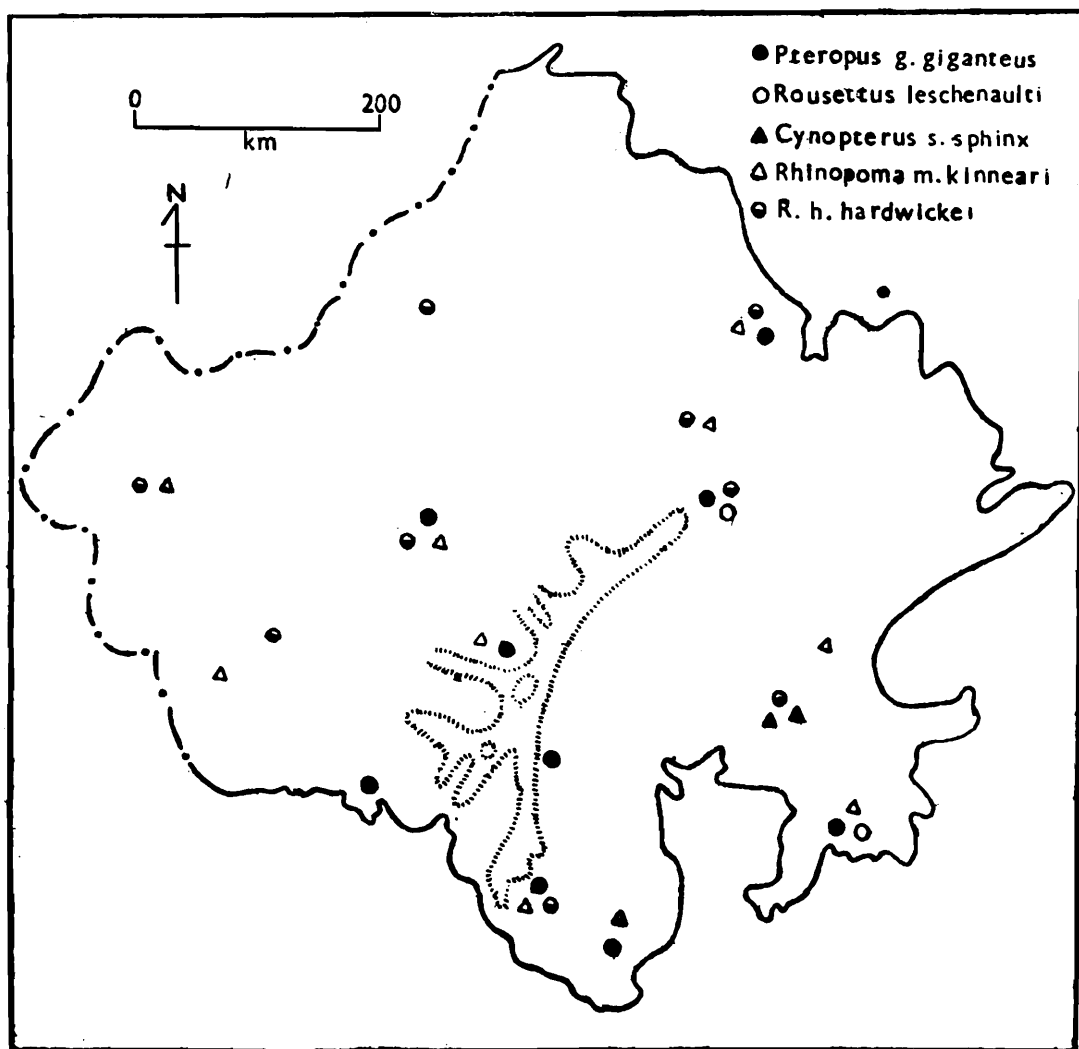 0 200
km
N
Pteropus g. giganteus
Rousettus leschenaulti
Cynopterus s. sphinx
Rhinopoma m. kinneari
R. h. hardwickei